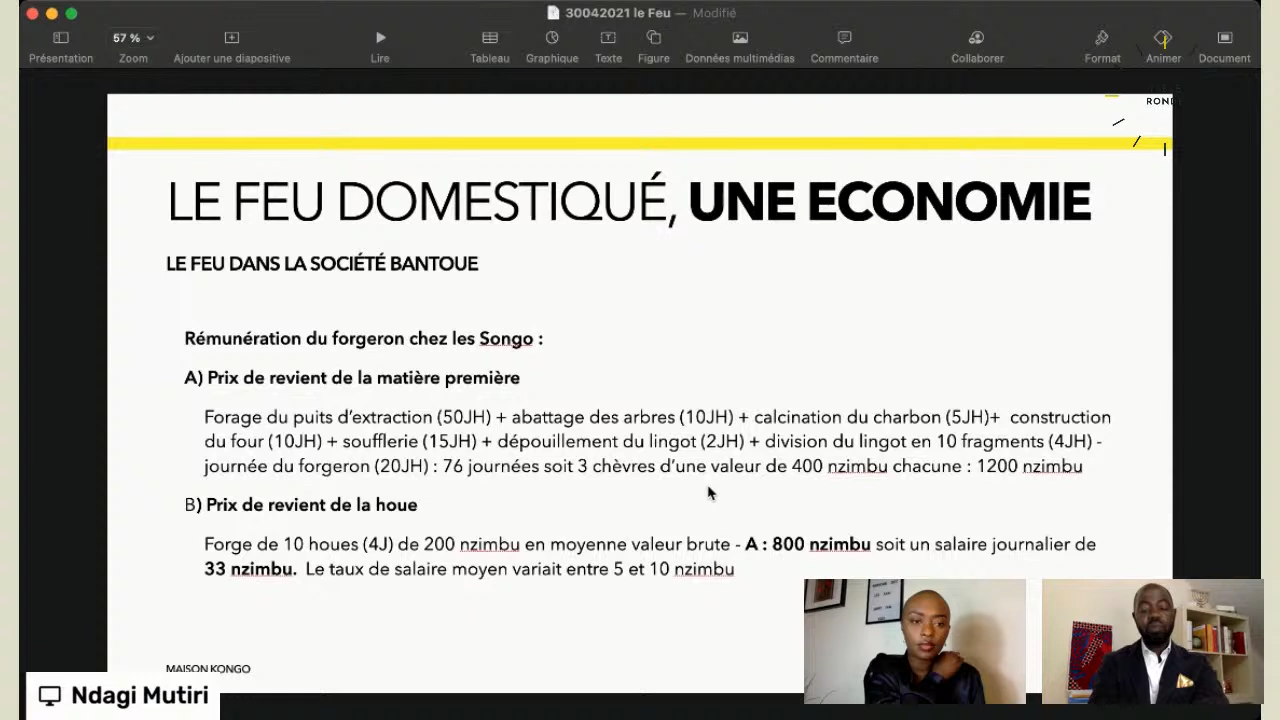 30042021 le Feu — Modifié
57 %
Présentation
Zoom
Ajouter une diapositive
Lire
Tableau
Graphique
Texte
Figure
Données multimédias
Commentaire
Collaborer
Format
Animer
Document
LE FEU DOMESTIQUÉ, UNE ECONOMIE
LE FEU DANS LA SOCIÉTÉ BANTOUE
Rémunération du forgeron chez les Songo :
A) Prix de revient de la matière première
Forage du puits d’extraction (50JH) + abattage des arbres (10JH) + calcination du charbon (5JH)+ construction
du four (10JH) + soufflerie (15JH) + dépouillement du lingot (2JH) + division du lingot en 10 fragments (4JH) -
journée du forgeron (20JH) : 76 journées soit 3 chèvres d’une valeur de 400 nzimbu chacune : 1200 nzimbu
B) Prix de revient de la houe
Forge de 10 houes (4J) de 200 nzimbu en moyenne valeur brute - A : 800 nzimbu soit un salaire journalier de
33 nzimbu. Le taux de salaire moyen variait entre 5 et 10 nzimbu
MAISON KONGO
Ndagi Mutiri